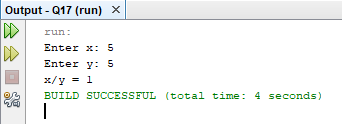 Output - Q17 (run) ×
run:
Enter x: 5
Enter y: 5
x/y = 1
BUILD SUCCESSFUL (total time: 4 seconds)